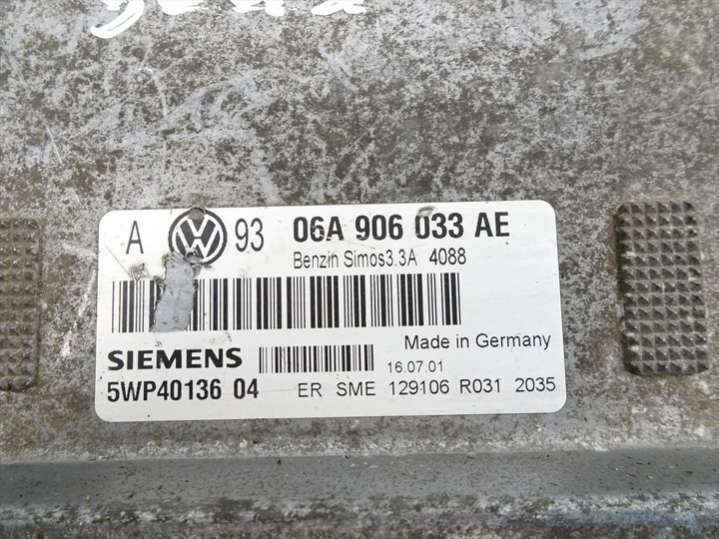 A VW 93 06A 906 033 AE
Benzin Simos3.3A 4088
Made in Germany
SIEMENS 16.07.01
5WP40136 04 ER SME 129106 R031 2035